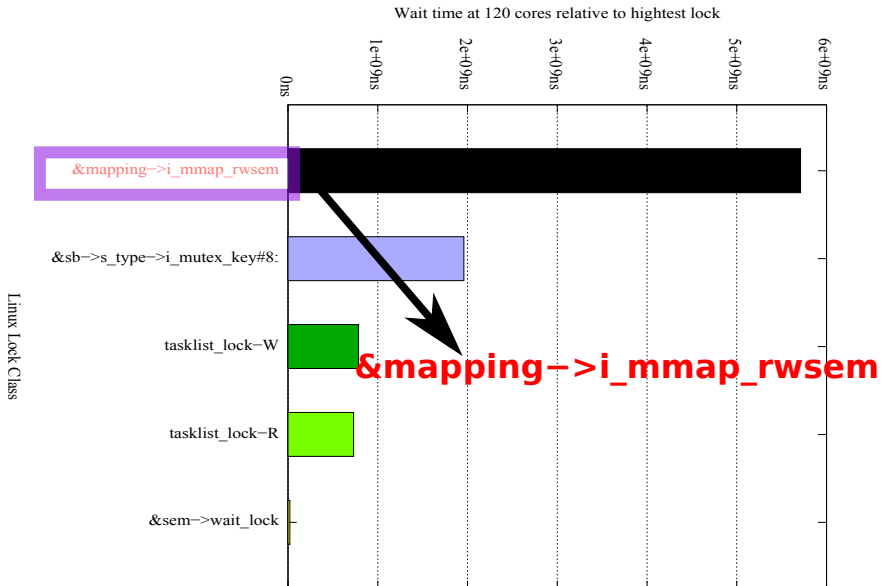 Wait time at 120 cores relative to highest lock
0ns
1e+09ns
2e+09ns
3e+09ns
4e+09ns
5e+09ns
6e+09ns
&mapping−>i_mmap_rwsem
&sb−>s_type−>i_mutex_key#8:
tasklist_lock−W
&mapping−>i_mmap_rwsem
tasklist_lock−R
&sem−>wait_lock
Linux Lock Class